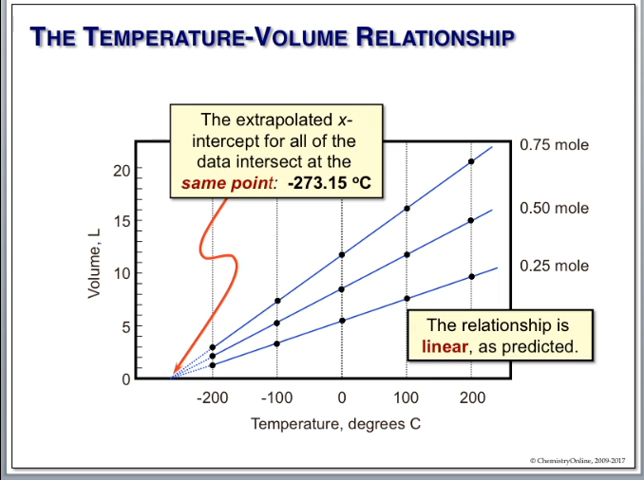 THE TEMPERATURE-VOLUME RELATIONSHIP
The extrapolated x-
intercept for all of the
data intersect at the
same point: -273.15 ºC
0.75 mole
0.50 mole
0.25 mole
Volume, L
20
15
10
5
0
The relationship is
linear, as predicted.
-200 -100 0 100 200
Temperature, degrees C
© ChemistryOnline, 2009-2017